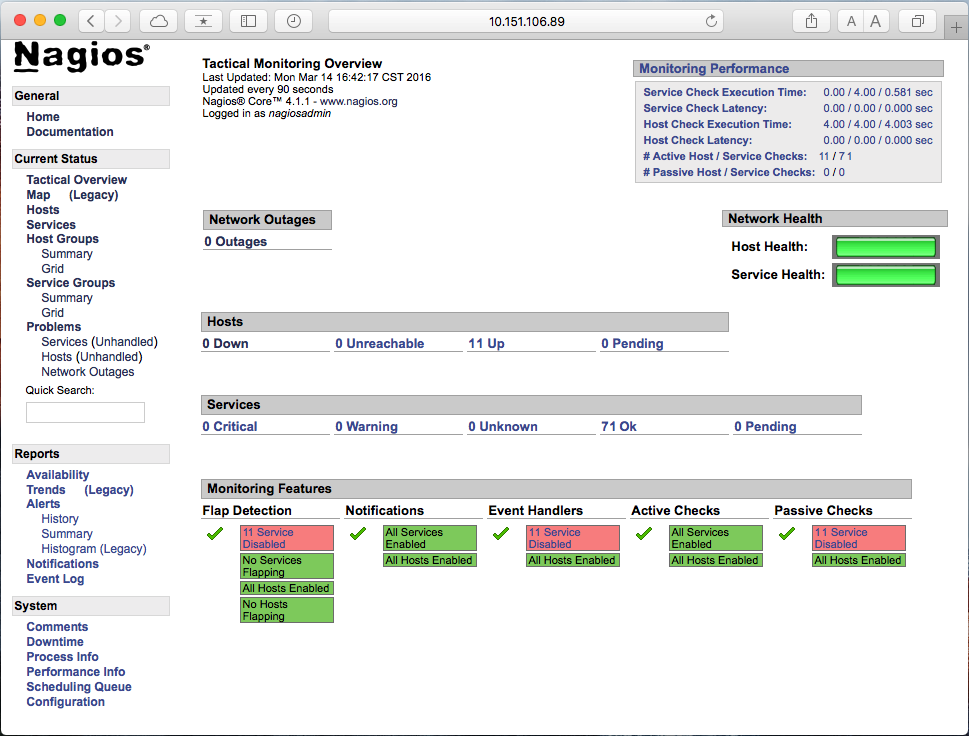 10.151.106.89
A A
Nagios®
General
Home
Documentation
Current Status
Tactical Overview
Map (Legacy)
Hosts
Services
Host Groups
Summary
Grid
Service Groups
Summary
Grid
Problems
Services (Unhandled)
Hosts (Unhandled)
Network Outages
Quick Search:
Reports
Availability
Trends (Legacy)
Alerts
History
Summary
Histogram (Legacy)
Notifications
Event Log
System
Comments
Downtime
Process Info
Performance Info
Scheduling Queue
Configuration
Tactical Monitoring Overview
Last Updated: Mon Mar 14 16:42:17 CST 2016
Updated every 90 seconds
Nagios® Core™ 4.1.1 - www.nagios.org
Logged in as nagiosadmin
Monitoring Performance
Service Check Execution Time: 0.00 / 4.00 / 0.581 sec
Service Check Latency: 0.00 / 0.00 / 0.000 sec
Host Check Execution Time: 4.00 / 4.00 / 4.003 sec
Host Check Latency: 0.00 / 0.00 / 0.000 sec
# Active Host / Service Checks: 11 / 71
# Passive Host / Service Checks: 0 / 0
Network Outages
0 Outages
Network Health
Host Health:
Service Health:
Hosts
0 Down 0 Unreachable 11 Up 0 Pending
Services
0 Critical 0 Warning 0 Unknown 71 Ok 0 Pending
Monitoring Features
Flap Detection Notifications Event Handlers Active Checks Passive Checks
11 Service
Disabled
No Services
Flapping
All Hosts Enabled
No Hosts
Flapping
All Services
Enabled
All Hosts Enabled
11 Service
Disabled
All Hosts Enabled
All Services
Enabled
All Hosts Enabled
11 Service
Disabled
All Hosts Enabled